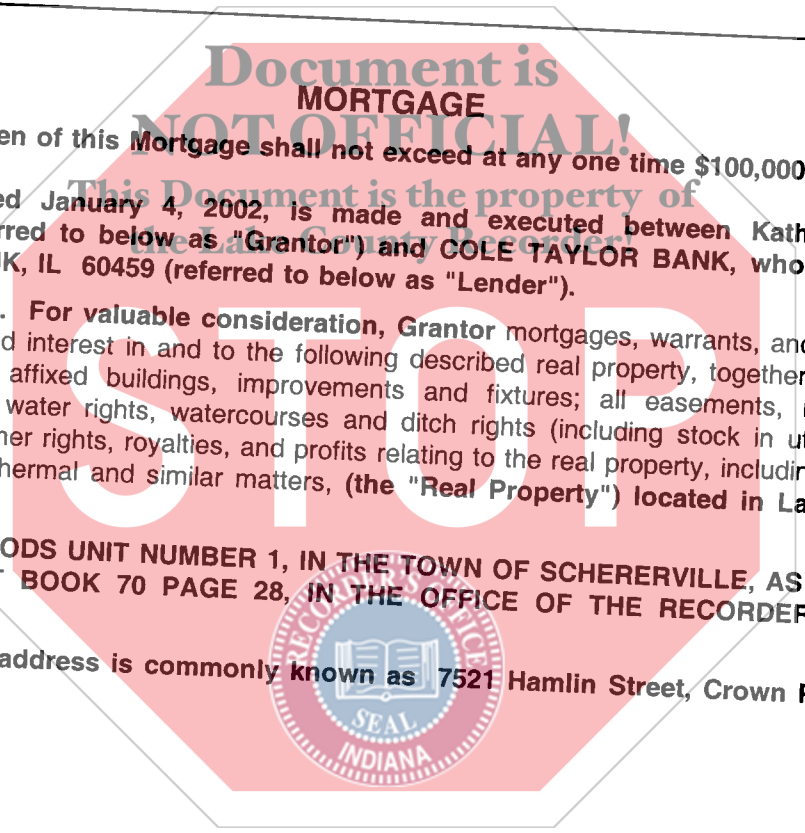 Document is
MORTGAGE
NOT OFFICIAL!
en of this Mortgage shall not exceed at any one time $100,000
This Document is the property of
ed January 4, 2002, is made and executed between Kath
the Lake County Recorder!
rred to below as "Grantor") and COLE TAYLOR BANK, who
K, IL 60459 (referred to below as "Lender").
. For valuable consideration, Grantor mortgages, warrants, and
d interest in and to the following described real property, together
affixed buildings, improvements and fixtures; all easements,
water rights, watercourses and ditch rights (including stock in ut
her rights, royalties, and profits relating to the real property, includin
hermal and similar matters, (the "Real Property") located in La
STOP
ODS UNIT NUMBER 1, IN THE TOWN OF SCHERERVILLE, AS
BOOK 70 PAGE 28, IN THE OFFICE OF THE RECORDER
address is commonly known as 7521 Hamlin Street, Crown P
RECORDER'S OFFICE
SEAL
INDIANA